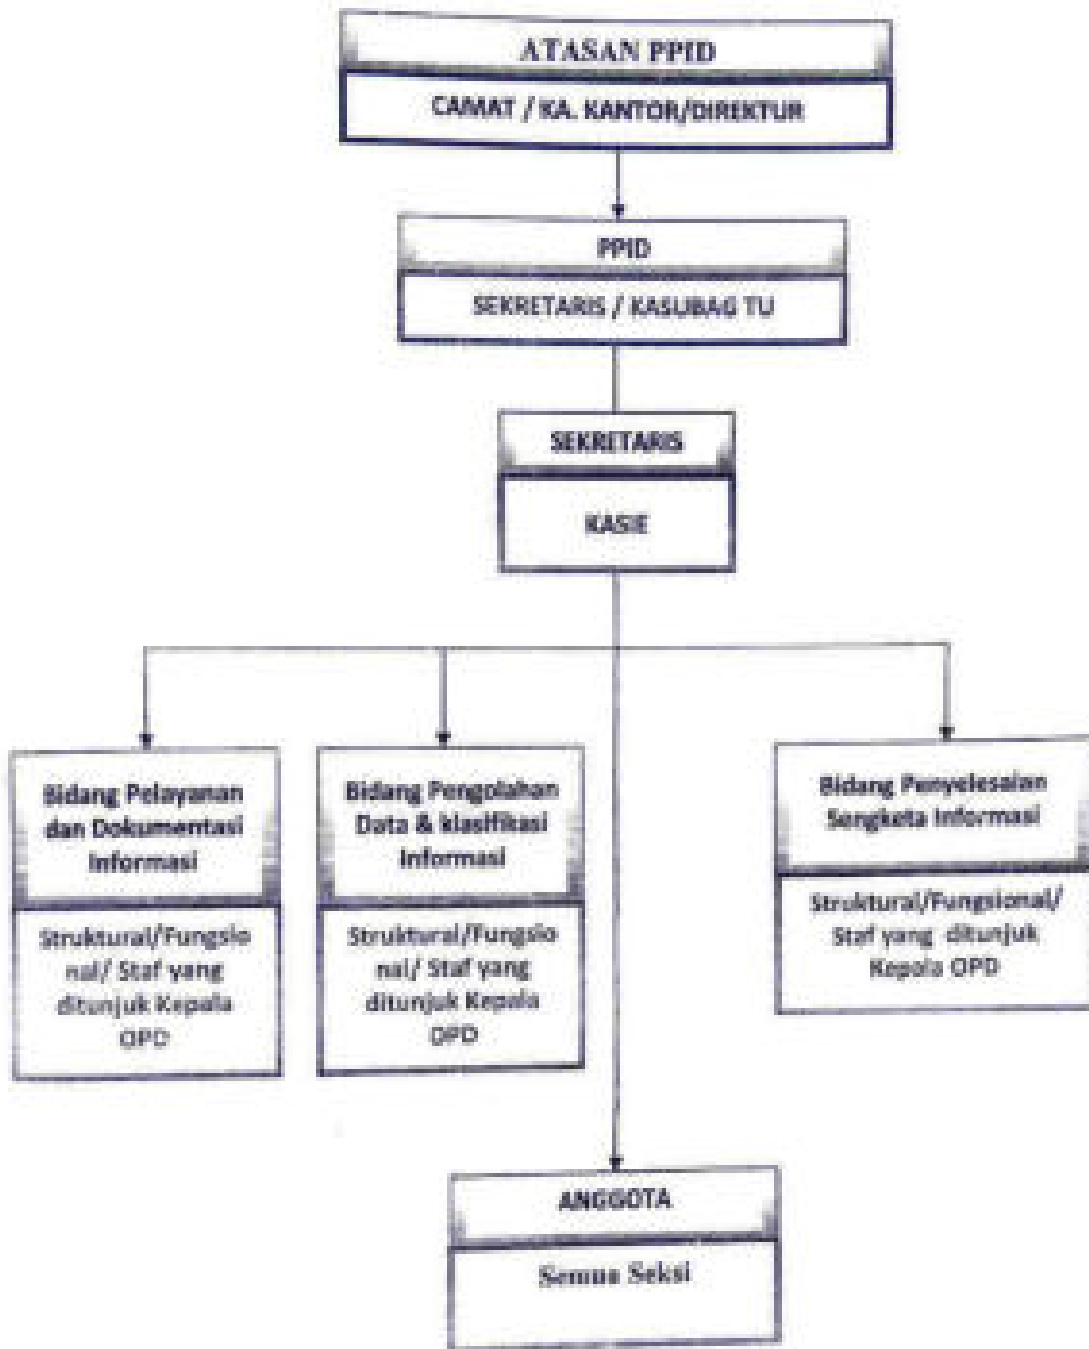 ATASAN PPID
CAMAT / KA. KANTOR/DIREKTUR
PPID
SEKRETARIS / KASUBAG TU
SEKRETARIS
KASIE
Bidang Pelayanan
dan Dokumentasi
Informasi
Struktural/Fungsio
nal/ Staf yang
ditunjuk Kepala
OPD
Bidang Pengolahan
Data & klasifikasi
Informasi
Struktural/Fungsio
nal/ Staf yang
ditunjuk Kepala
OPD
Bidang Penyelesaian
Sengketa Informasi
Struktural/Fungsional/
Staf yang ditunjuk
Kepala OPD
ANGGOTA
Semua Seksi